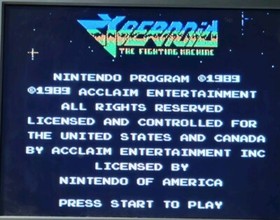 CYBERNOID
THE FIGHTING MACHINE
NINTENDO PROGRAM ©1989
©1989 ACCLAIM ENTERTAINMENT
ALL RIGHTS RESERVED
LICENSED AND CONTROLLED FOR
THE UNITED STATES AND CANADA
BY ACCLAIM ENTERTAINMENT INC
LICENSED BY
NINTENDO OF AMERICA
PRESS START TO PLAY